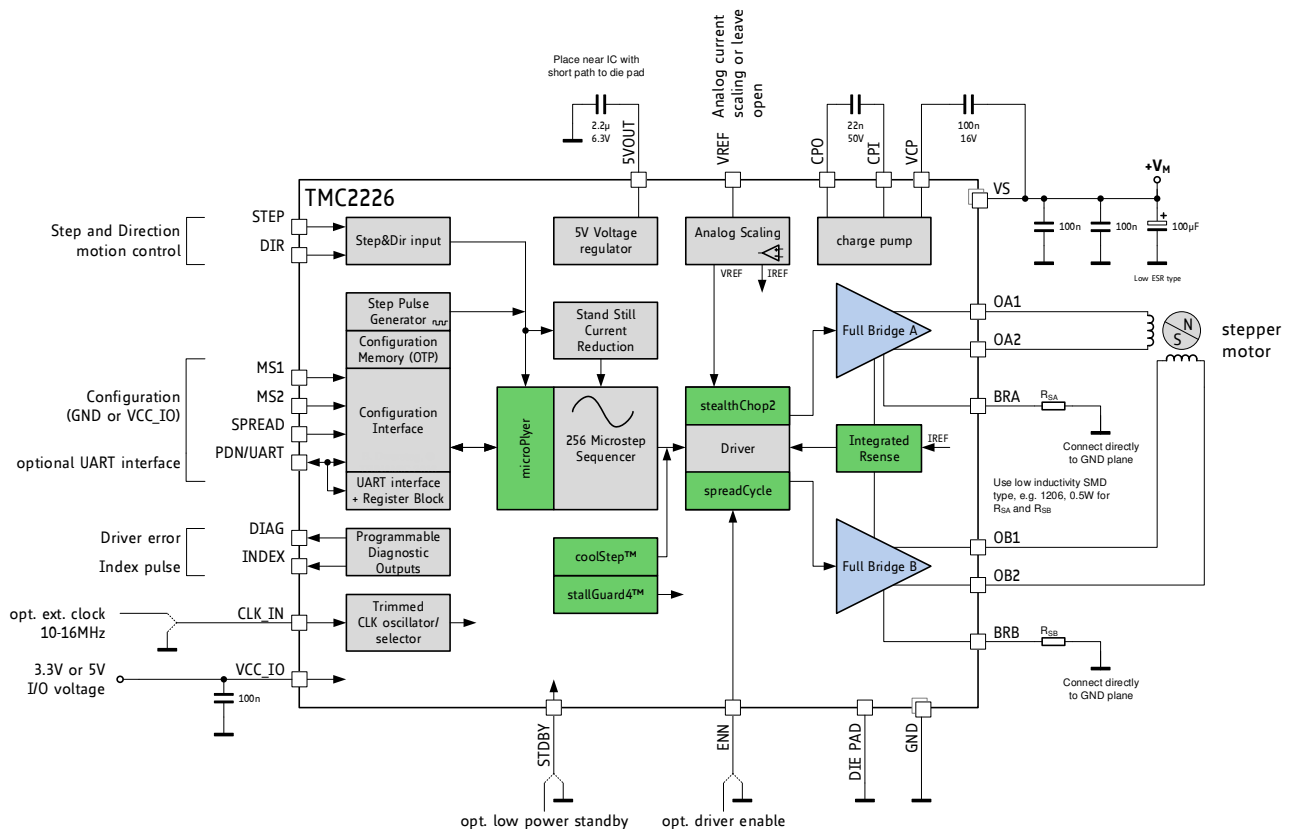 Place near IC with
short path to die pad
Analog current
scaling or leave
open
2.2µ
6.3V
5VOUT
VREF
22n
50V
CPO
CPI
VCP
100n
16V
TMC2226
+VM
VS
100n
100n
+
100µF
Low ESR type
Step and Direction
motion control
STEP
DIR
Step&Dir input
5V Voltage
regulator
Analog Scaling
charge pump
VREF
IREF
Step Pulse
Generator
Configuration
Memory (OTP)
Configuration
Interface
UART interface
+ Register Block
Stand Still
Current
Reduction
Full Bridge A
OA1
OA2
N
S
stepper
motor
Configuration
(GND or VCC_IO)
optional UART interface
MS1
MS2
SPREAD
PDN/UART
microPlyer
256 Microstep
Sequencer
stealthChop2
Driver
spreadCycle
Integrated
Rsense
IREF
BRA
RSA
Connect directly
to GND plane
Use low inductivity SMD
type, e.g. 1206, 0.5W for
RSA and RSB
Driver error
Index pulse
DIAG
INDEX
Programmable
Diagnostic
Outputs
coolStep™
stallGuard4™
Full Bridge B
OB1
OB2
opt. ext. clock
10-16MHz
CLK_IN
Trimmed
CLK oscillator/
selector
BRB
RSB
Connect directly
to GND plane
3.3V or 5V
I/O voltage
VCC_IO
100n
STDBY
ENN
DIE PAD
GND
opt. low power standby
opt. driver enable